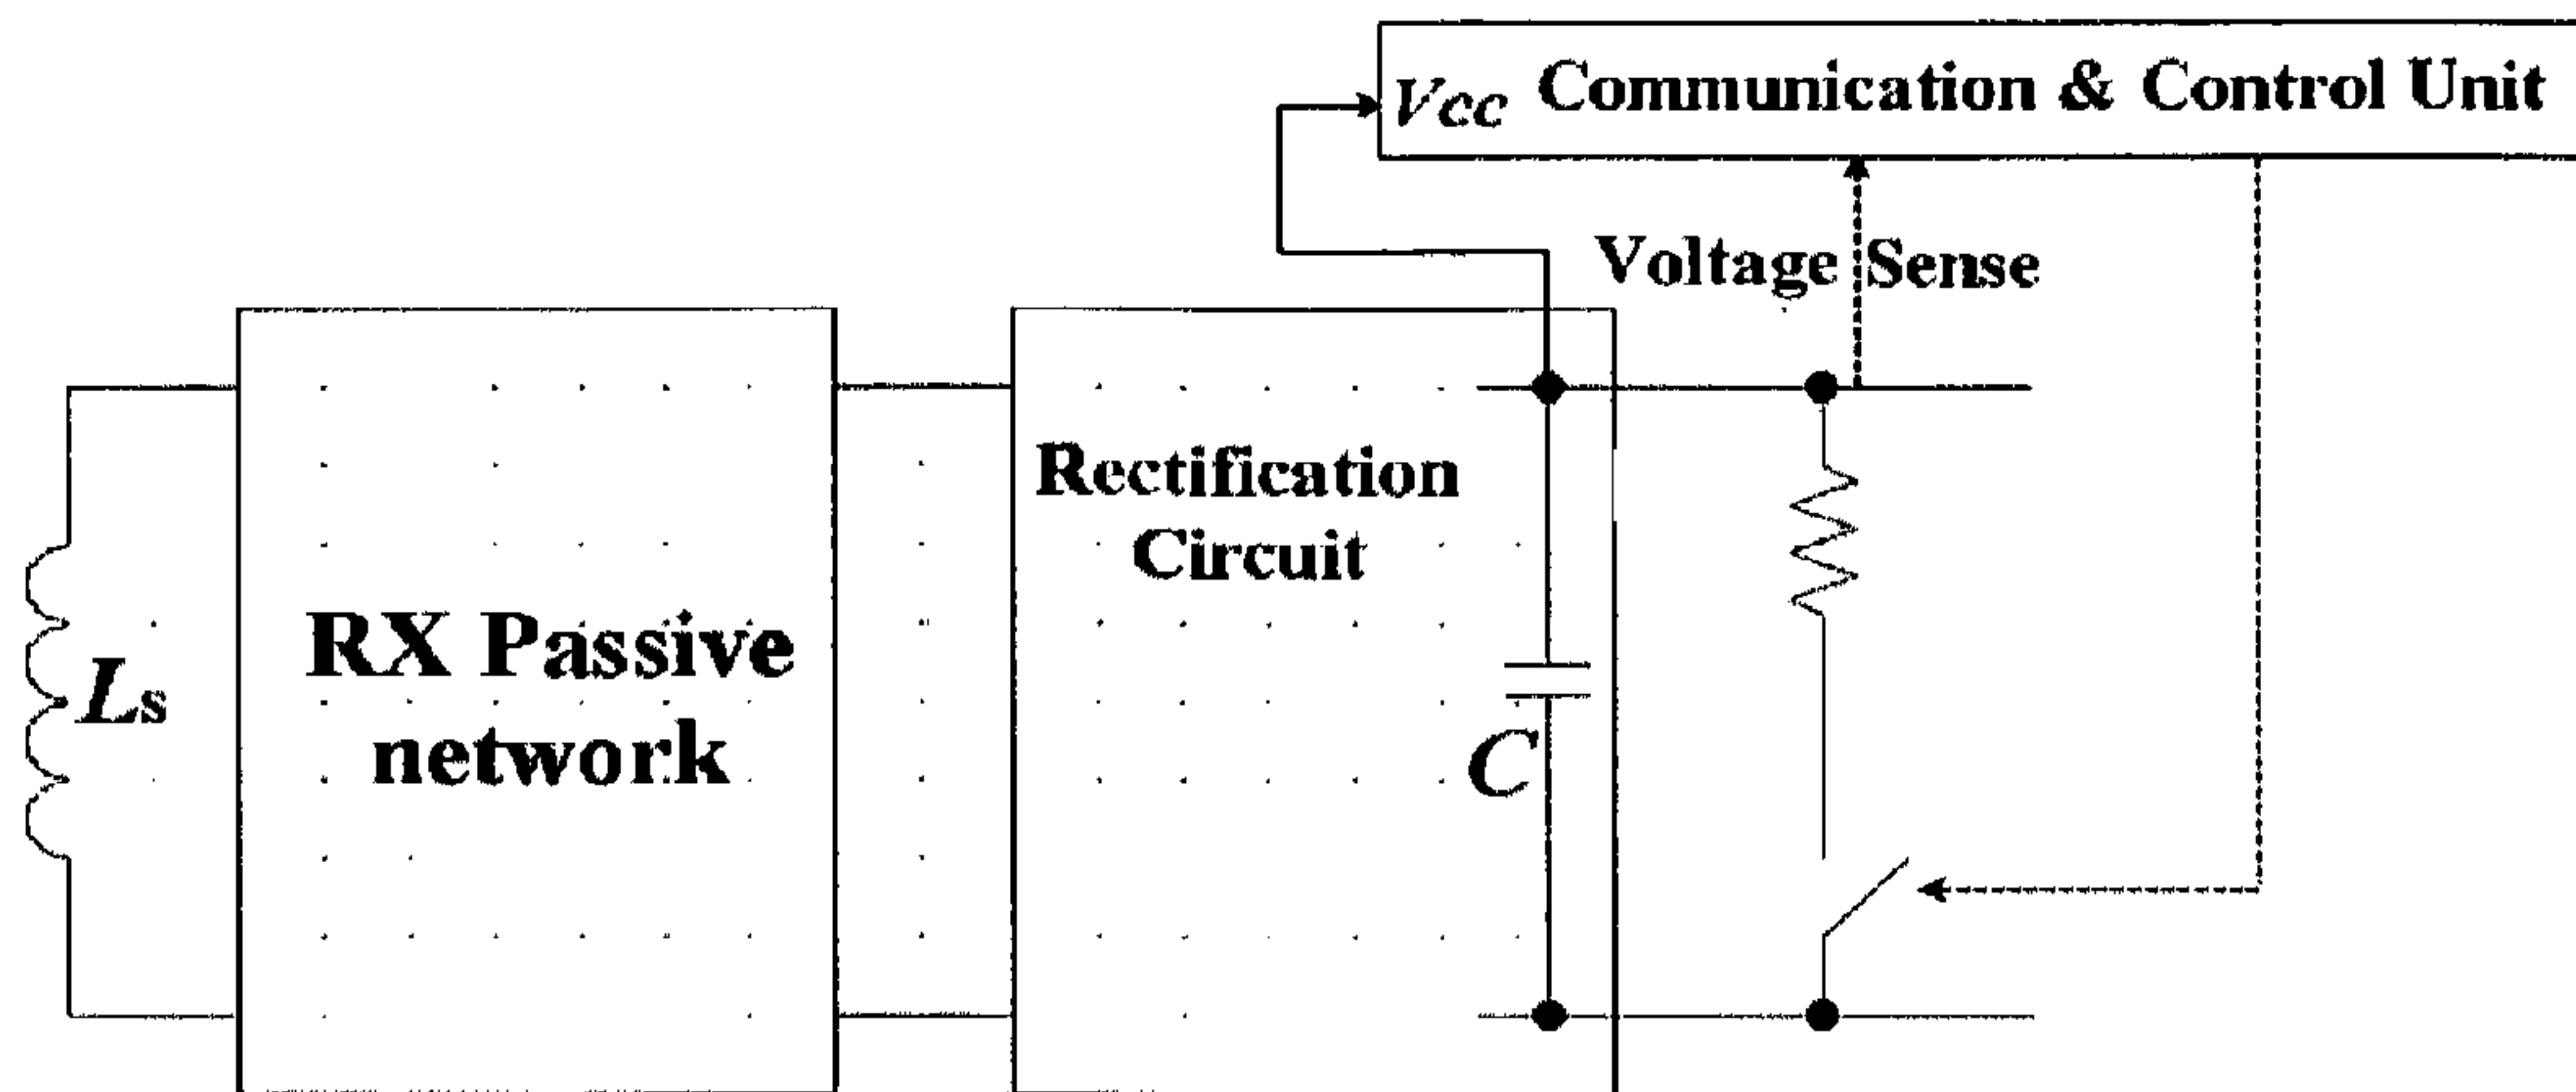 Vcc Communication & Control Unit
Voltage Sense
Rectification
Circuit
RX Passive
network
Ls
C